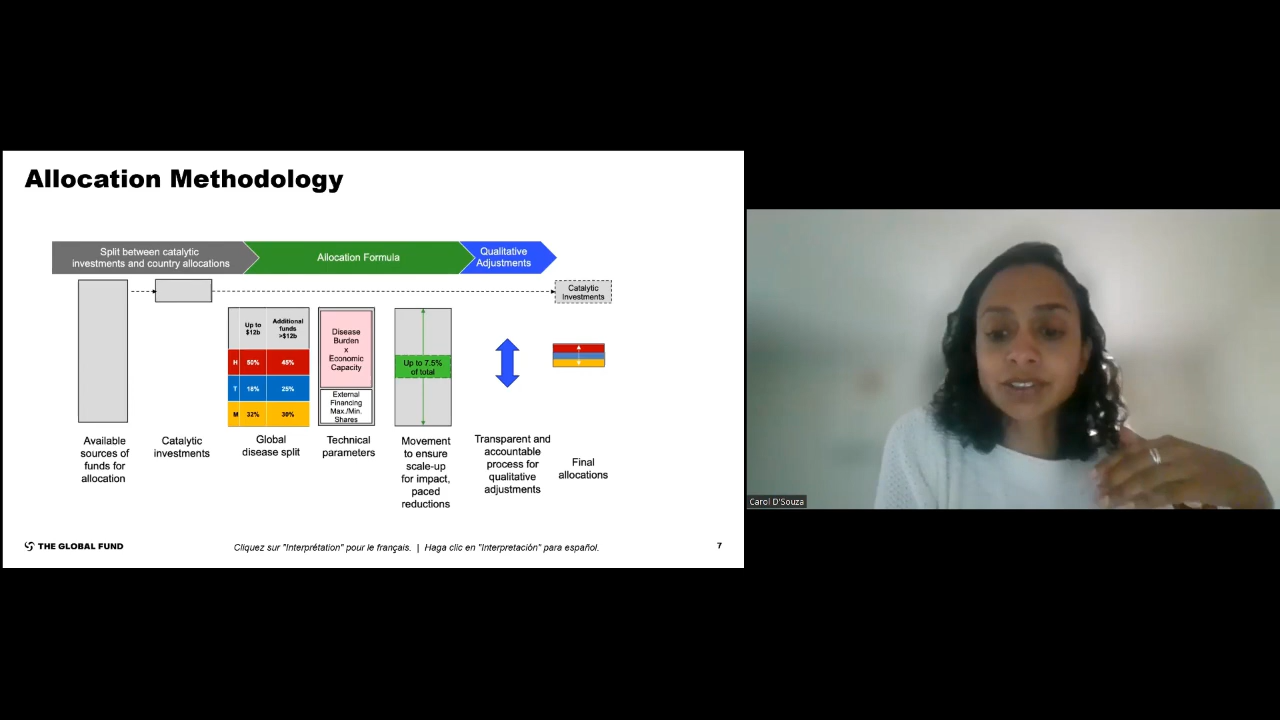 Allocation Methodology
Split between catalytic
investments and country allocations
Allocation Formula
Qualitative
Adjustments
Catalytic
Investments
Up to
$12b
Additional
funds
>$12b
H 50% 45%
T 18% 25%
M 32% 30%
Disease
Burden
x
Economic
Capacity
External
Financing
Max./Min.
Shares
Up to 7.5%
of total
Available
sources of
funds for
allocation
Catalytic
investments
Global
disease split
Technical
parameters
Movement
to ensure
scale-up
for impact,
paced
reductions
Transparent and
accountable
process for
qualitative
adjustments
Final
allocations
THE GLOBAL FUND
Cliquez sur "Interprétation" pour le français. | Haga clic en "Interpretación" para español.
7
Carol D'Souza